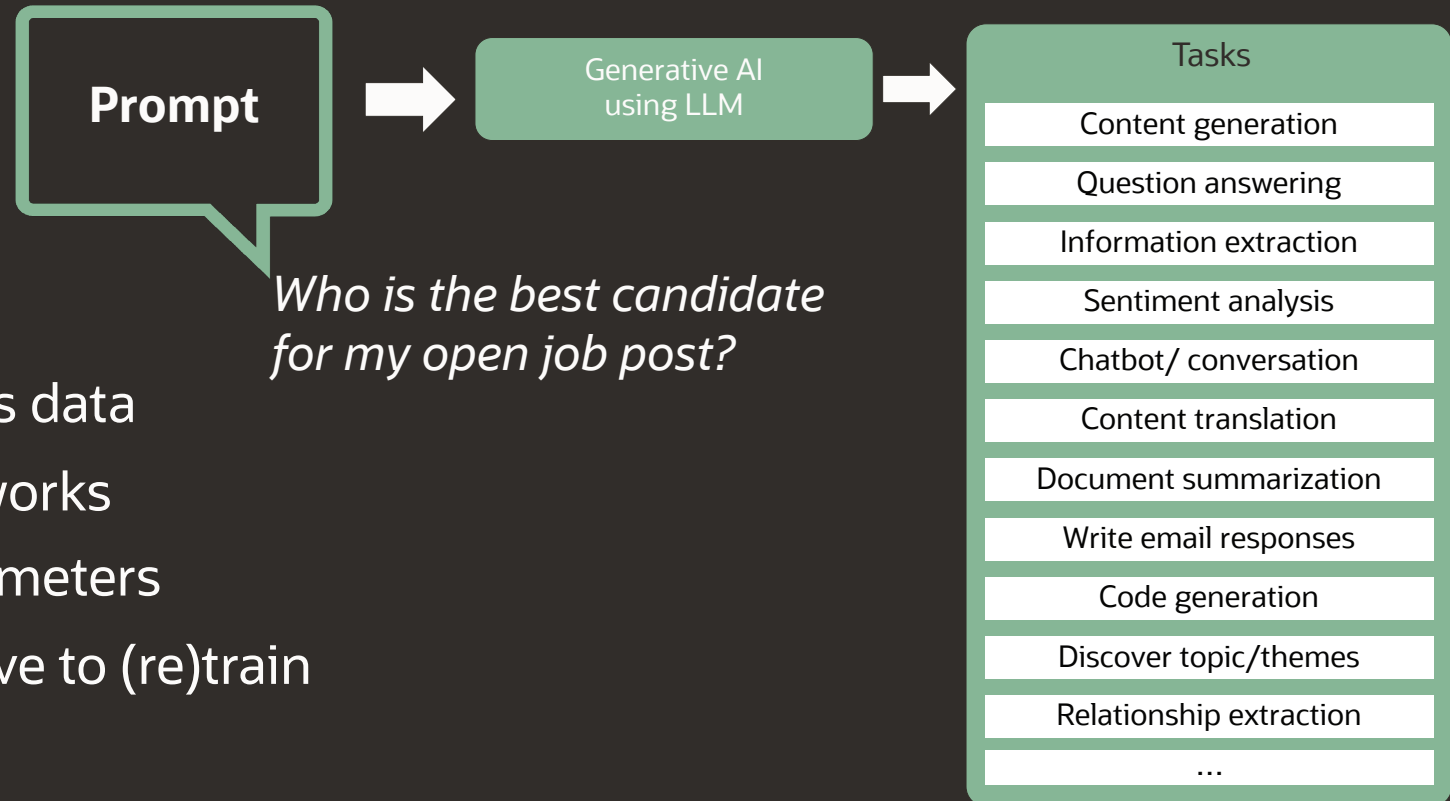 Prompt
Generative AI
using LLM
Who is the best candidate
for my open job post?
s data
works
meters
ve to (re)train
Tasks
Content generation
Question answering
Information extraction
Sentiment analysis
Chatbot/ conversation
Content translation
Document summarization
Write email responses
Code generation
Discover topic/themes
Relationship extraction
...